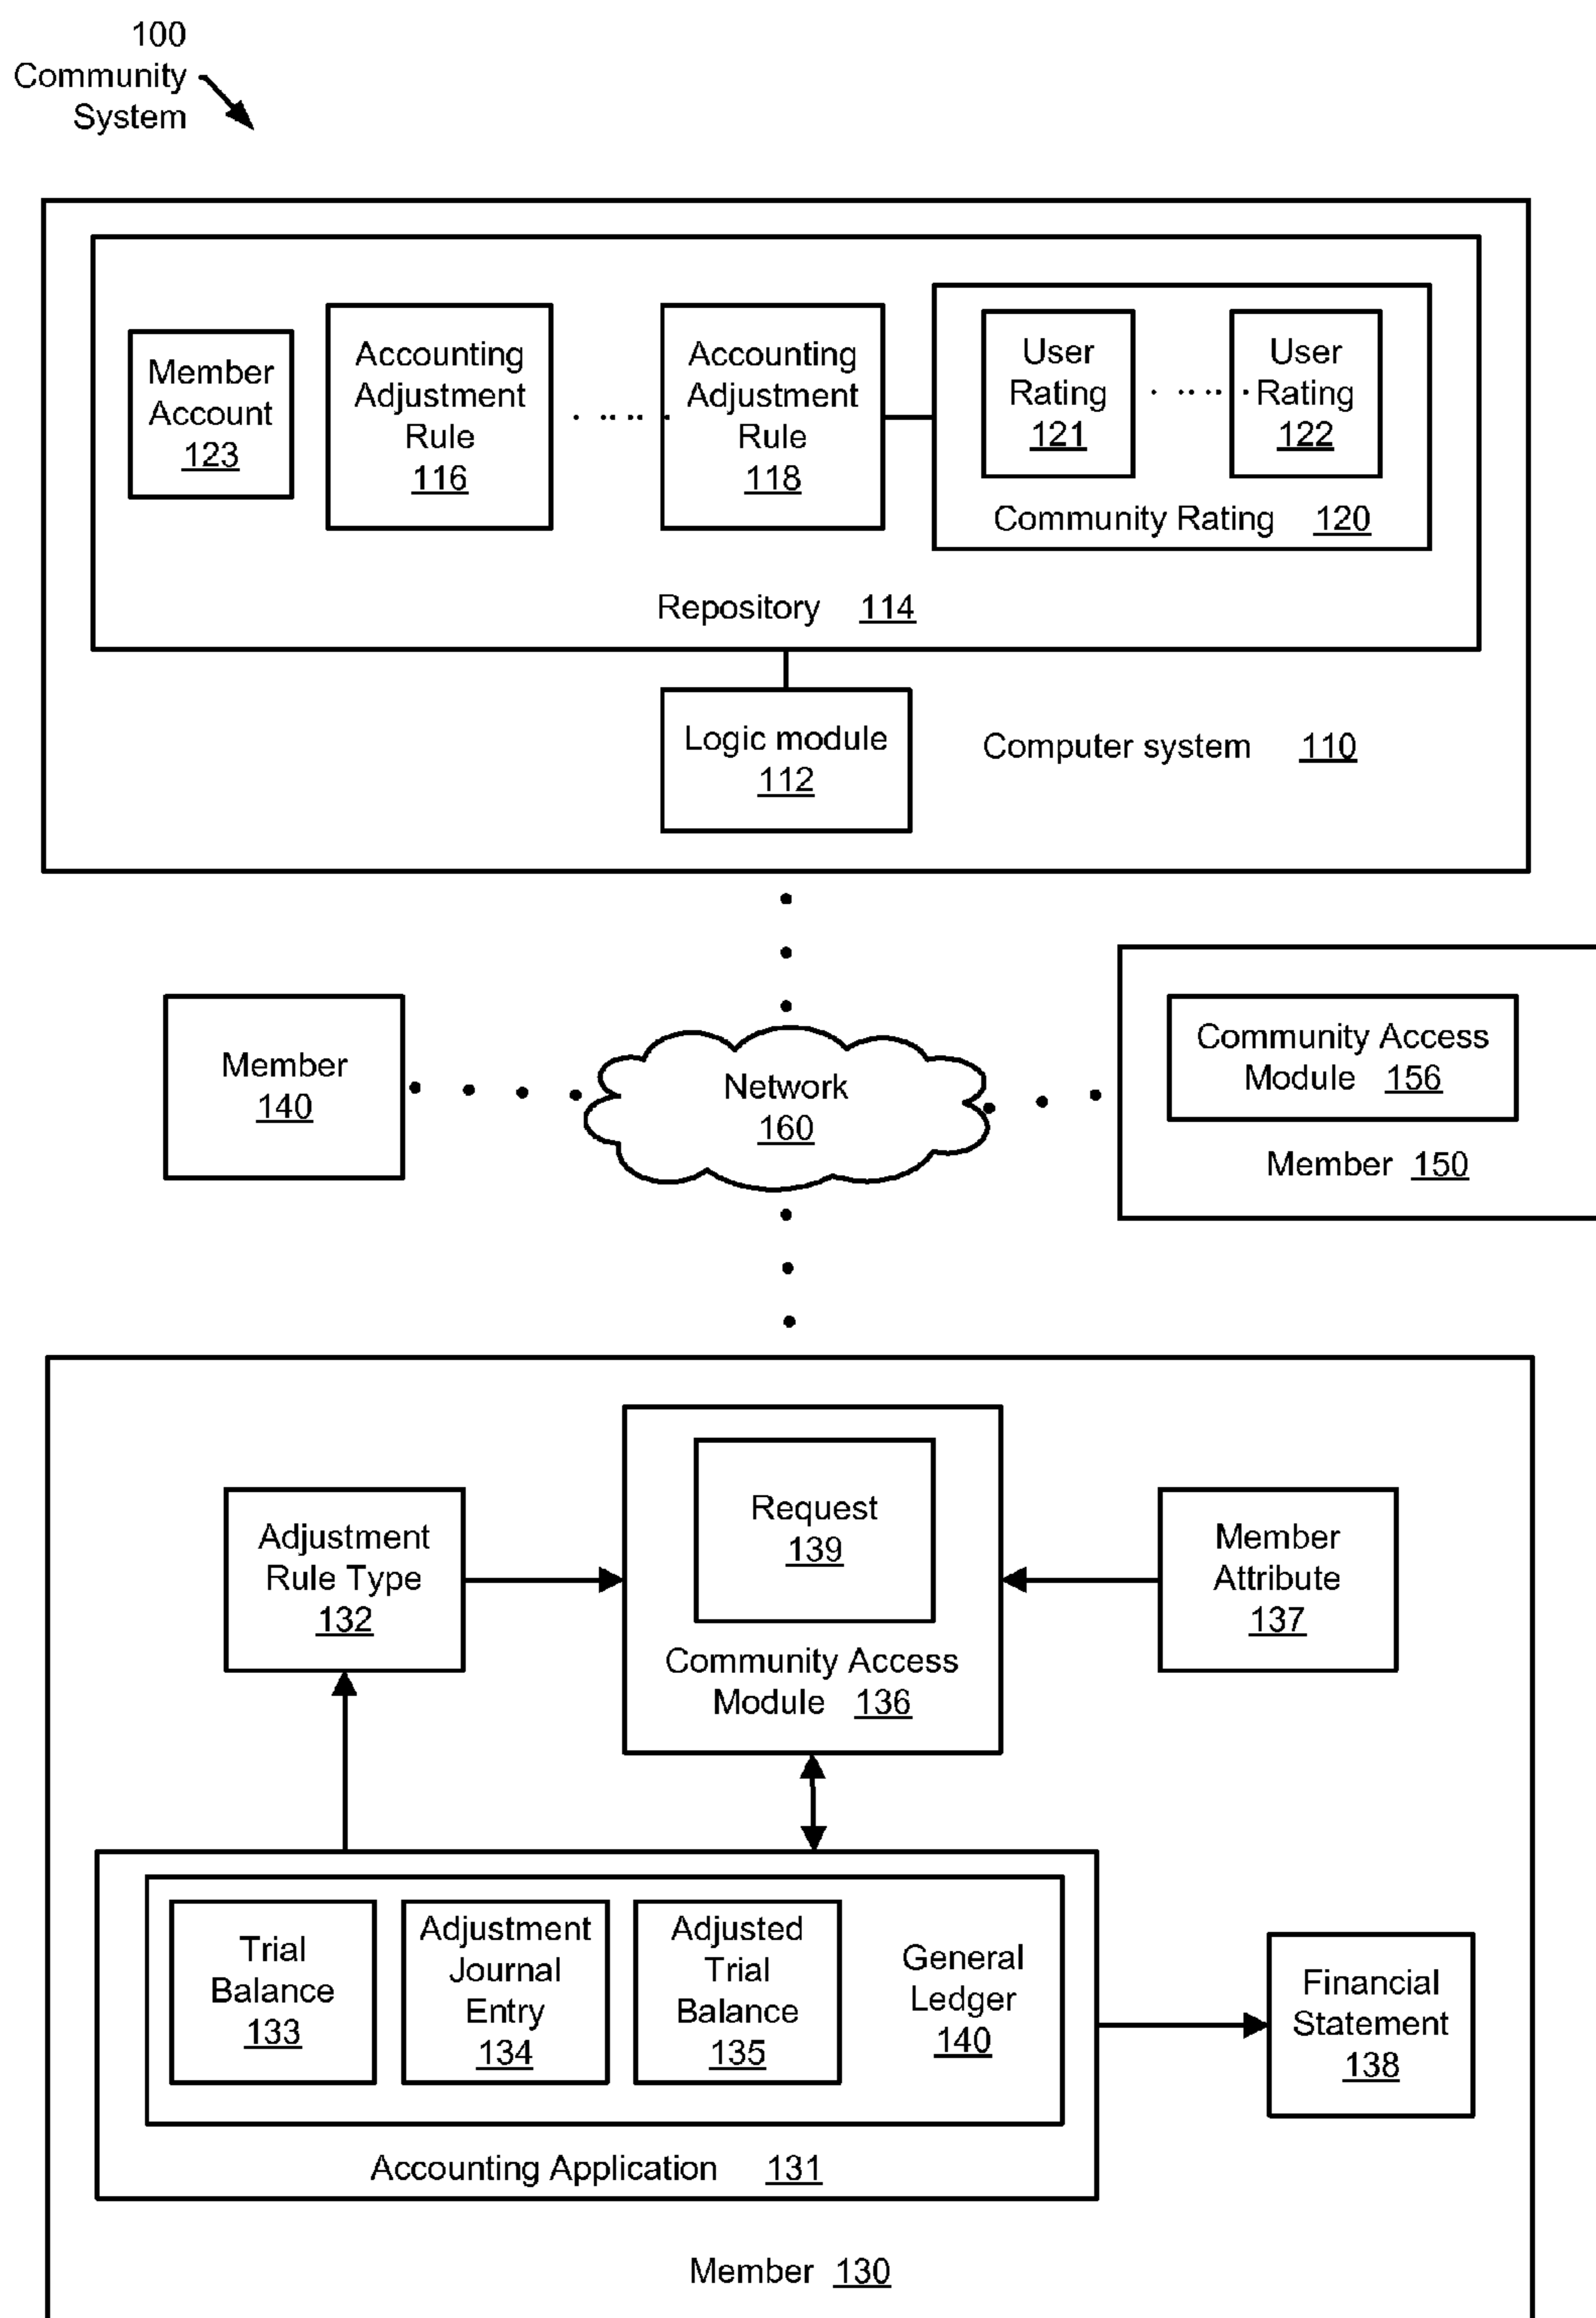 100
Community
System
Member
Account
123
Accounting
Adjustment
Rule
116
Accounting
Adjustment
Rule
118
User
Rating
121
User
Rating
122
Community Rating 120
Repository 114
Logic module
112
Computer system 110
Member
140
Network
160
Community Access
Module 156
Member 150
Adjustment
Rule Type
132
Request
139
Community Access
Module 136
Member
Attribute
137
Trial
Balance
133
Adjustment
Journal
Entry
134
Adjusted
Trial
Balance
135
General
Ledger
140
Accounting Application 131
Financial
Statement
138
Member 130